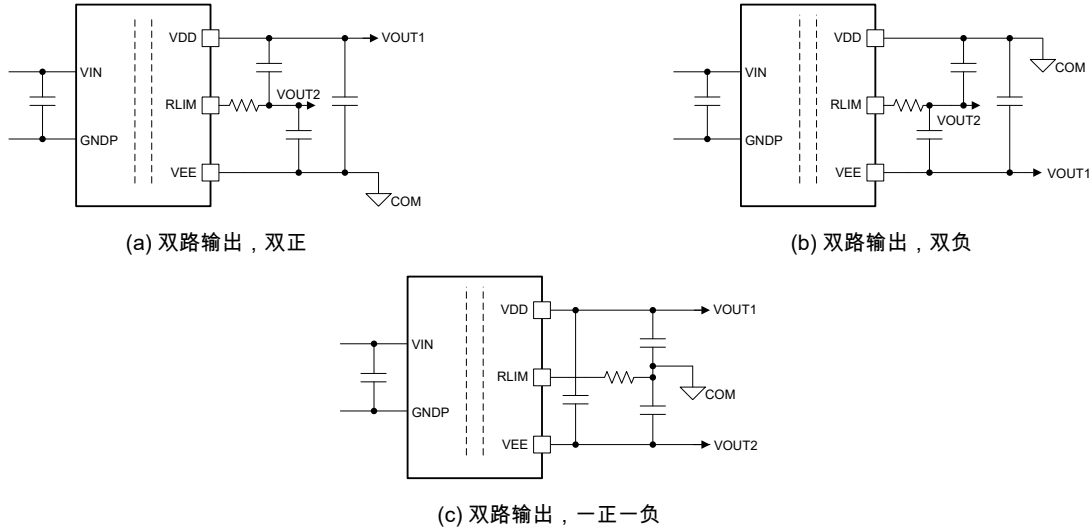 VDD
VOUT1
VIN
VOUT2
RLIM
GNDP
VEE
COM
(a) 双路输出，双正
VDD
COM
VIN
RLIM
VOUT2
GNDP
VEE
VOUT1
(b) 双路输出，双负
VDD
VOUT1
VIN
RLIM
COM
GNDP
VEE
VOUT2
(c) 双路输出，一正一负